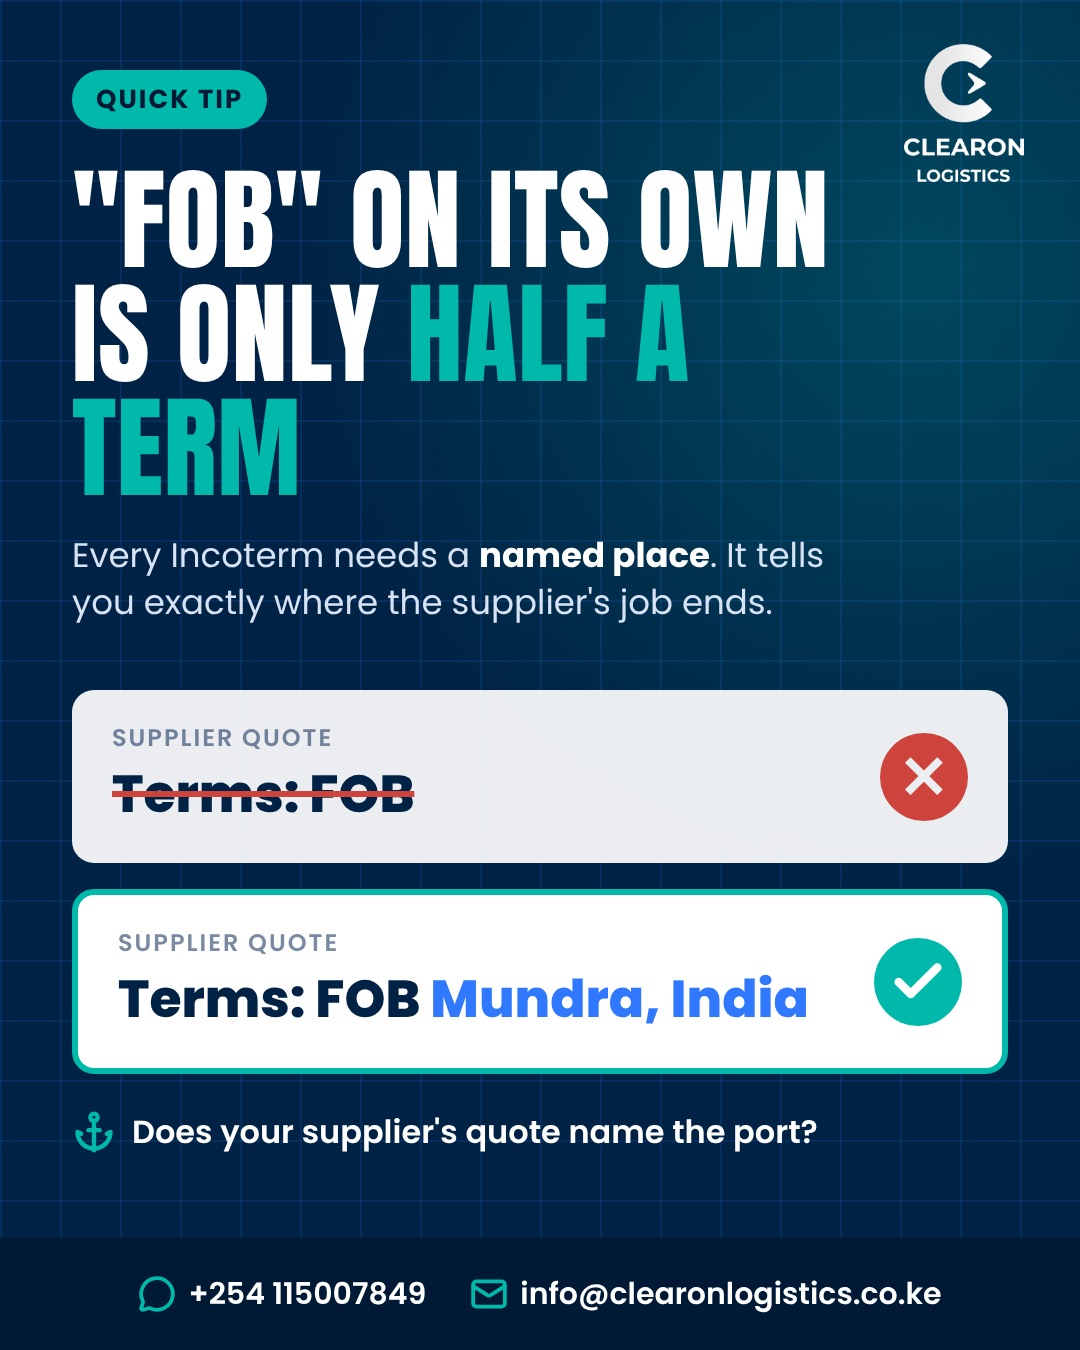 QUICK TIP
CLEARON
LOGISTICS
"FOB" ON ITS OWN
IS ONLY HALF A
TERM
Every Incoterm needs a named place. It tells
you exactly where the supplier's job ends.
SUPPLIER QUOTE
Terms: FOB
SUPPLIER QUOTE
Terms: FOB Mundra, India
Does your supplier's quote name the port?
+254 115007849
info@clearonlogistics.co.ke